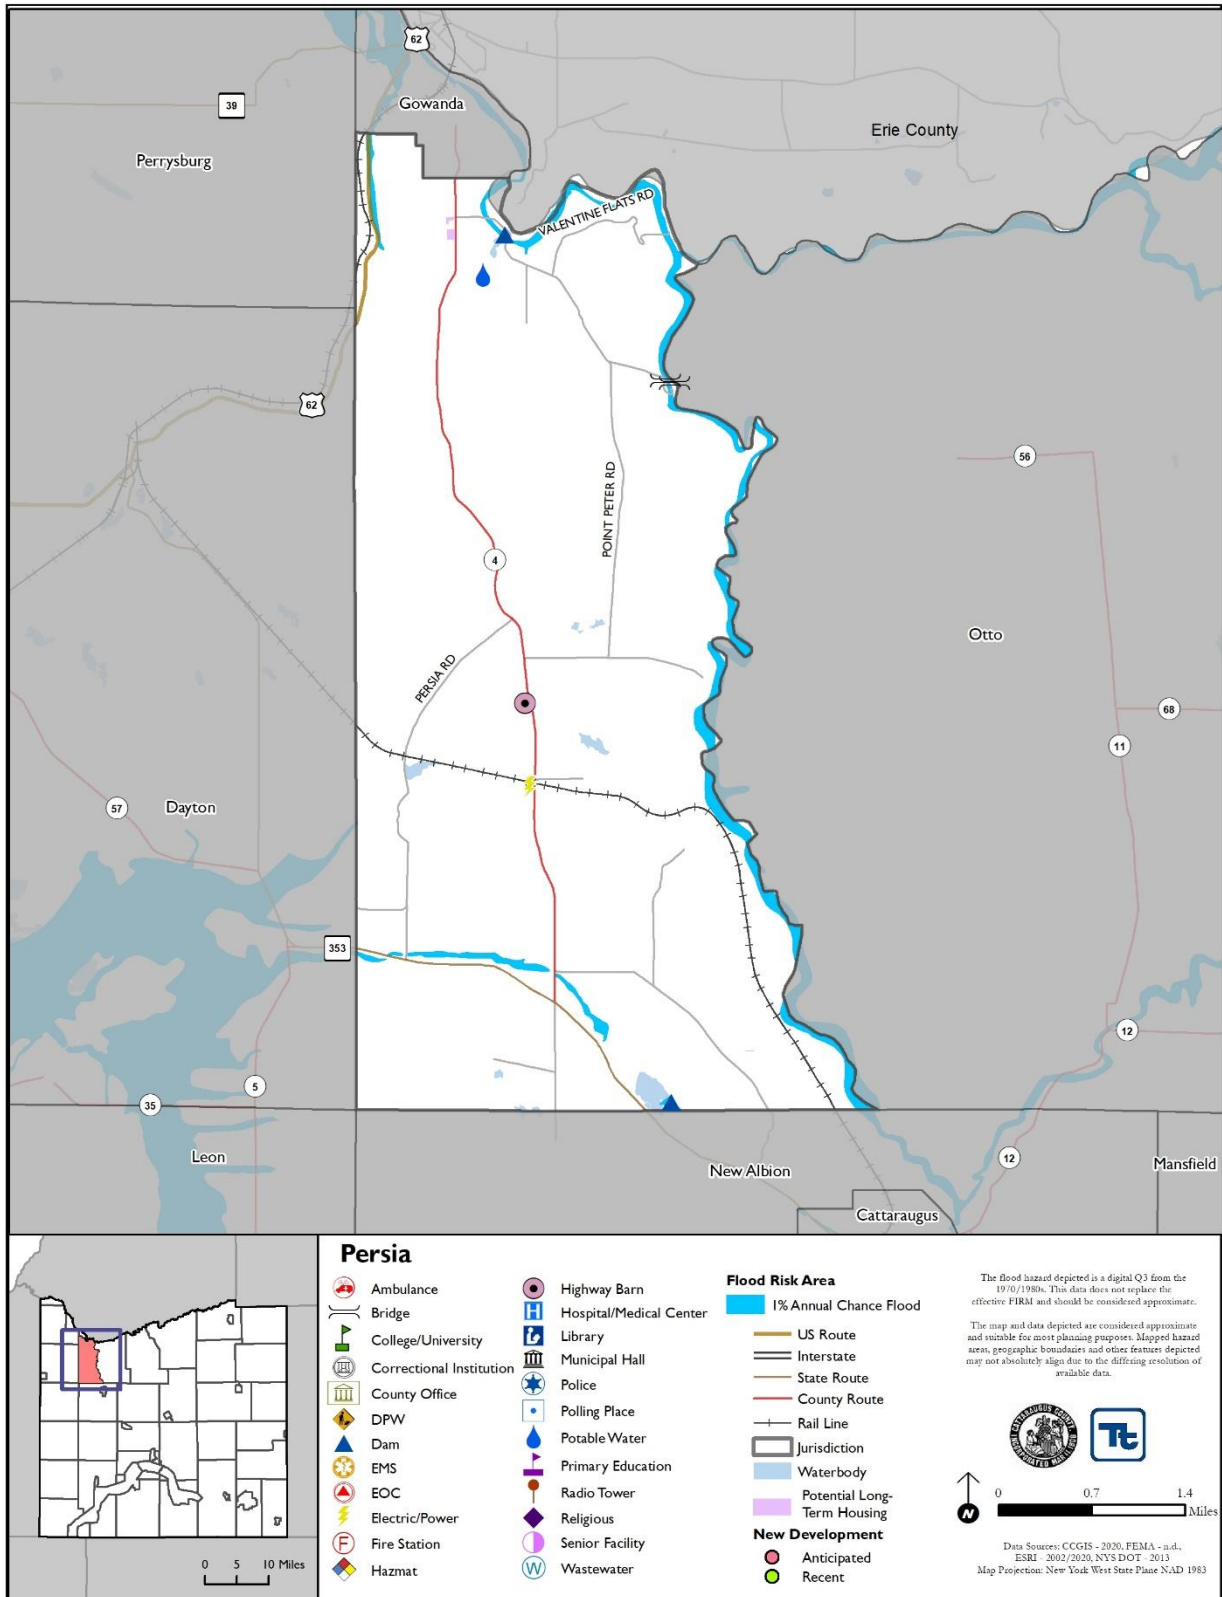 62
Gowanda
39
Erie County
Perrysburg
VALENTINE FLATS RD
62
56
POINT PETER RD
4
Otto
PERSIA RD
68
11
57
Dayton
353
12
5
35
Leon
12
New Albion
Mansfield
Cattaraugus
Persia
Ambulance
Bridge
College/University
Correctional Institution
County Office
DPW
Dam
EMS
EOC
Electric/Power
F
Fire Station
Hazmat
Highway Barn
H
Hospital/Medical Center
Library
Municipal Hall
Police
Polling Place
Potable Water
Primary Education
Radio Tower
Religious
Senior Facility
W
Wastewater
Flood Risk Area
1% Annual Chance Flood
US Route
Interstate
State Route
County Route
Rail Line
Jurisdiction
Waterbody
Potential Long-
Term Housing
New Development
Anticipated
Recent
The flood hazard depicted is a digital Q3 from the
1970/1980s. This data does not replace the
effective FIRM and should be considered approximate.
The map and data depicted are considered approximate
and suitable for most planning purposes. Mapped hazard
areas, geographic boundaries and other features depicted
may not absolutely align due to the differing resolution of
available data.
Tt
N
0 0.7 1.4
Miles
Data Sources: CCGIS - 2020, FEMA - n.d.,
ESRI - 2002/2020, NYS DOT - 2013
Map Projection: New York West State Plane NAD 1983
0 5 10 Miles